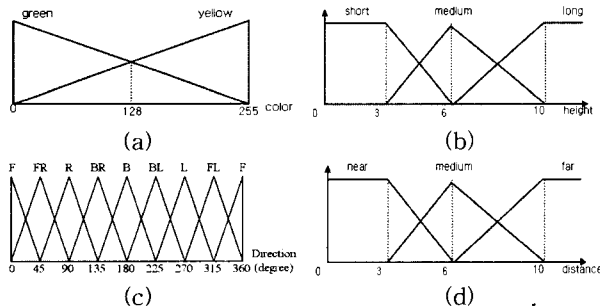 green yellow
0 128 255 color
(a)
short medium long
0 3 6 10 height
(b)
F FR R BR B BL L FL F
Direction
0 45 90 135 180 225 270 315 360 (degree)
(c)
near medium far
0 3 6 10 distance
(d)